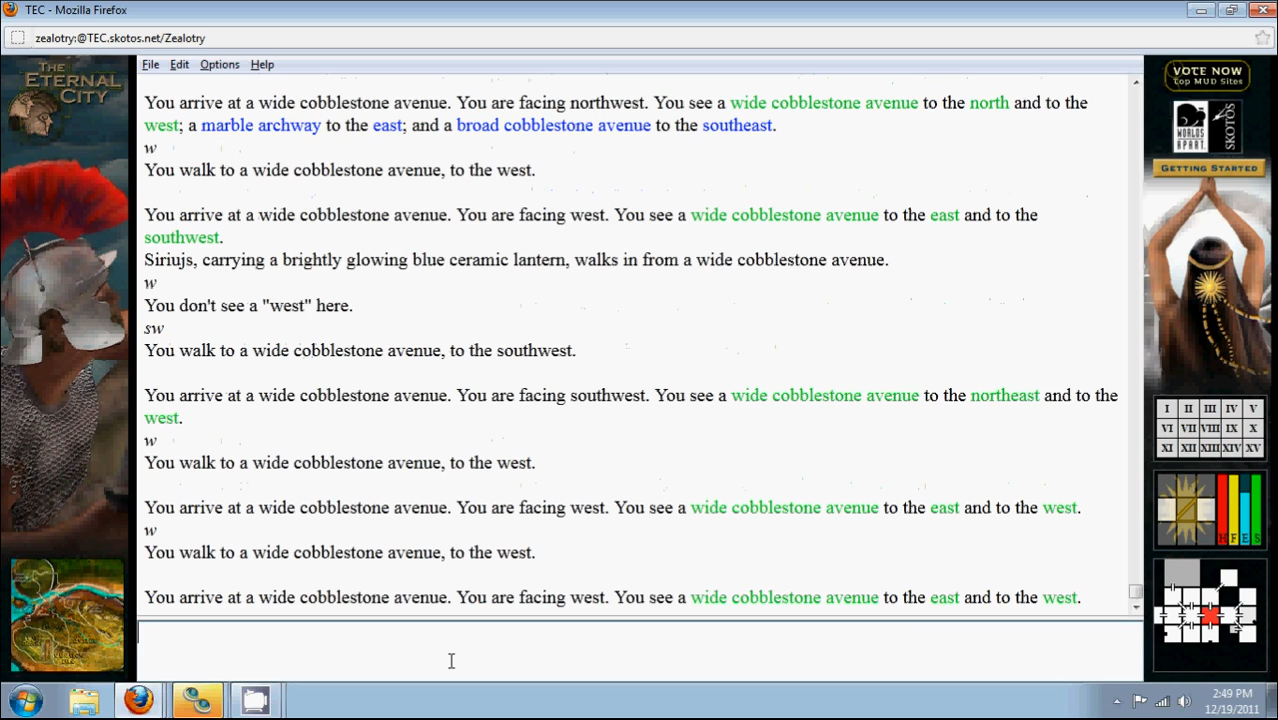 TEC - Mozilla Firefox
zealotry:@TEC.skotos.net/Zealotry
THE ETERNAL CITY
File Edit Options Help
You arrive at a wide cobblestone avenue. You are facing northwest. You see a wide cobblestone avenue to the north and to the
west; a marble archway to the east; and a broad cobblestone avenue to the southeast.
w
You walk to a wide cobblestone avenue, to the west.
You arrive at a wide cobblestone avenue. You are facing west. You see a wide cobblestone avenue to the east and to the
southwest.
Siriujs, carrying a brightly glowing blue ceramic lantern, walks in from a wide cobblestone avenue.
w
You don't see a "west" here.
sw
You walk to a wide cobblestone avenue, to the southwest.
You arrive at a wide cobblestone avenue. You are facing southwest. You see a wide cobblestone avenue to the northeast and to the
west.
w
You walk to a wide cobblestone avenue, to the west.
You arrive at a wide cobblestone avenue. You are facing west. You see a wide cobblestone avenue to the east and to the west.
w
You walk to a wide cobblestone avenue, to the west.
You arrive at a wide cobblestone avenue. You are facing west. You see a wide cobblestone avenue to the east and to the west.
VOTE NOW
Top MUD Sites
WORLDS APART
SKOTOS
GETTING STARTED
I II III IV V
VI VII VIII IX X
XI XII XIII XIV XV
H F E S
2:49 PM
12/19/2011